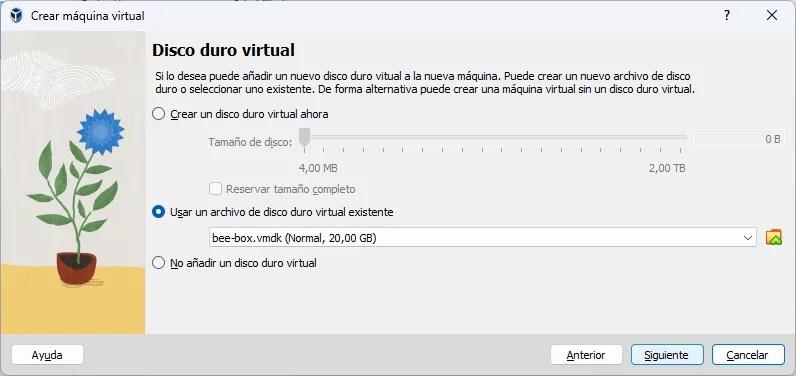 Crear máquina virtual
?
Disco duro virtual
Si lo desea puede añadir un nuevo disco duro vitual a la nueva máquina. Puede crear un nuevo archivo de disco
duro o seleccionar uno existente. De forma alternativa puede crear una máquina virtual sin un disco duro virtual.
Crear un disco duro virtual ahora
Tamaño de disco:
0 B
4,00 MB
2,00 TB
Reservar tamaño completo
Usar un archivo de disco duro virtual existente
bee-box.vmdk (Normal, 20,00 GB)
No añadir un disco duro virtual
Ayuda
Anterior
Siguiente
Cancelar